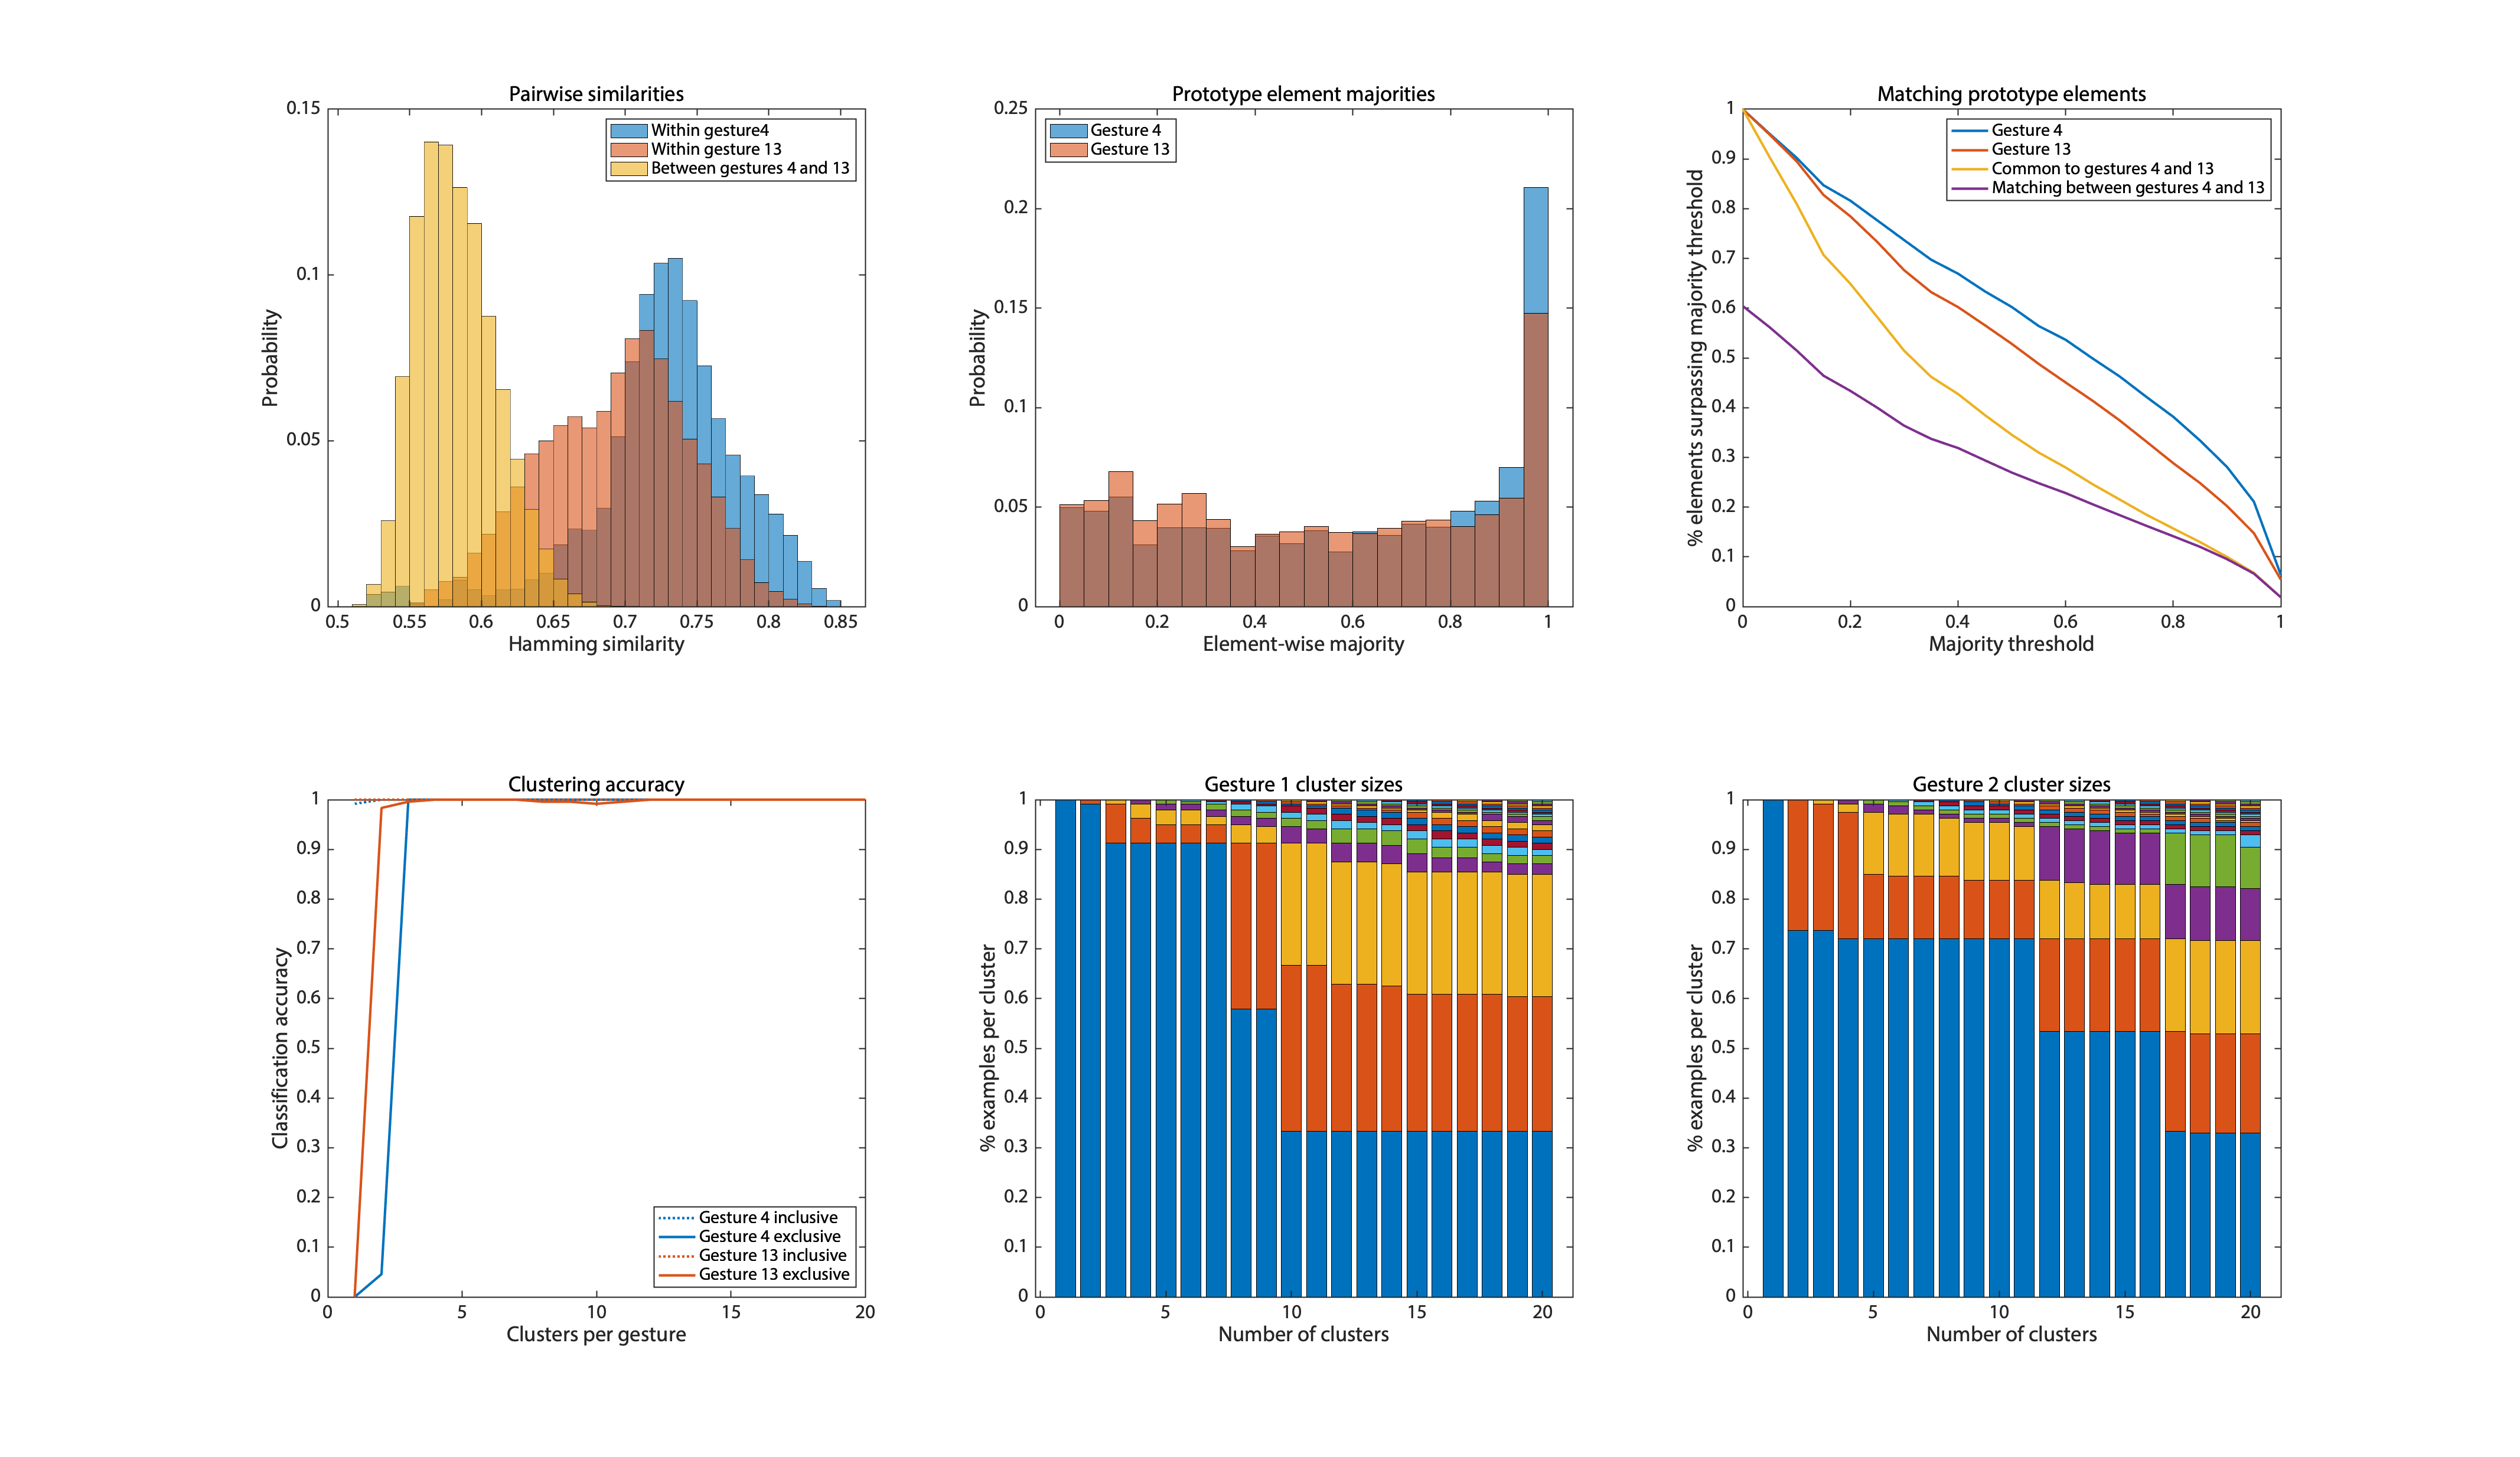 Pairwise similarities
0.15
0.1
0.05
0
Probability
Within gesture4
Within gesture 13
Between gestures 4 and 13
0.5 0.55 0.6 0.65 0.7 0.75 0.8 0.85
Hamming similarity
Prototype element majorities
0.25
0.2
0.15
0.1
0.05
0
Probability
Gesture 4
Gesture 13
0 0.2 0.4 0.6 0.8 1
Element-wise majority
Matching prototype elements
1
0.9
0.8
0.7
0.6
0.5
0.4
0.3
0.2
0.1
0
% elements surpassing majority threshold
Gesture 4
Gesture 13
Common to gestures 4 and 13
Matching between gestures 4 and 13
0 0.2 0.4 0.6 0.8 1
Majority threshold
Clustering accuracy
1
0.9
0.8
0.7
0.6
0.5
0.4
0.3
0.2
0.1
0
Classification accuracy
Gesture 4 inclusive
Gesture 4 exclusive
Gesture 13 inclusive
Gesture 13 exclusive
0 5 10 15 20
Clusters per gesture
Gesture 1 cluster sizes
1
0.9
0.8
0.7
0.6
0.5
0.4
0.3
0.2
0.1
0
% examples per cluster
0 5 10 15 20
Number of clusters
Gesture 2 cluster sizes
1
0.9
0.8
0.7
0.6
0.5
0.4
0.3
0.2
0.1
0
% examples per cluster
0 5 10 15 20
Number of clusters